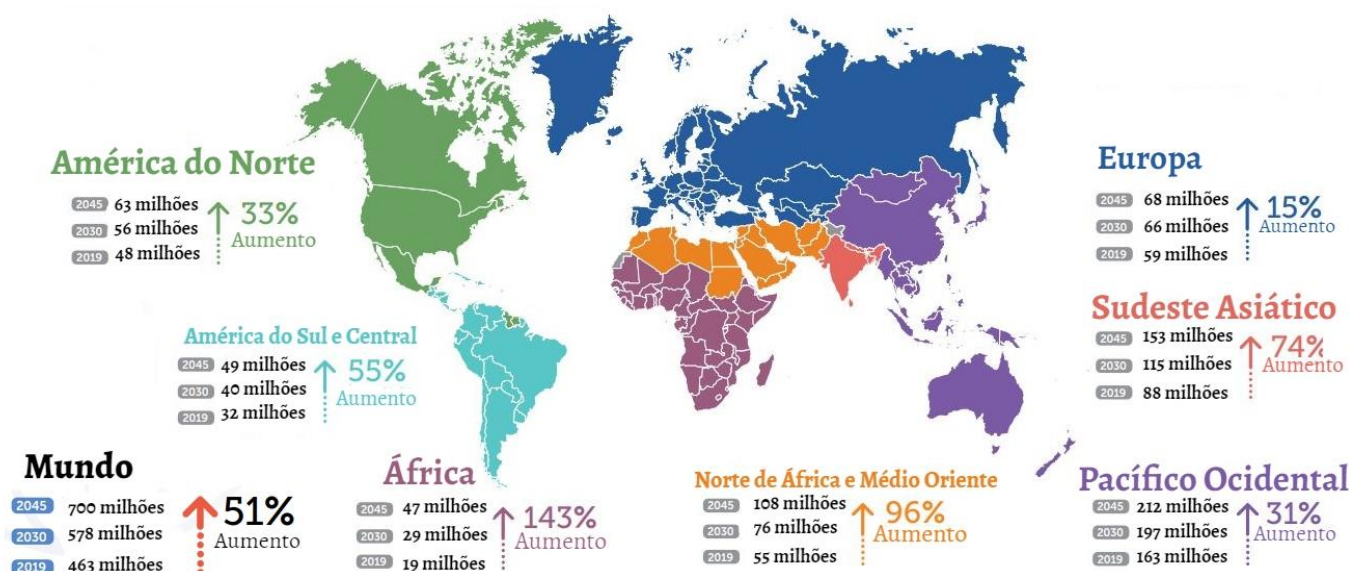 América do Norte
2045 63 milhões
2030 56 milhões
2019 48 milhões
33%
Aumento
América do Sul e Central
2045 49 milhões
2030 40 milhões
2019 32 milhões
55%
Aumento
Europa
2045 68 milhões
2030 66 milhões
2019 59 milhões
15%
Aumento
Sudeste Asiático
2045 153 milhões
2030 115 milhões
2019 88 milhões
74%
Aumento
Mundo
2045 700 milhões
2030 578 milhões
2019 463 milhões
51%
Aumento
África
2045 47 milhões
2030 29 milhões
2019 19 milhões
143%
Aumento
Norte de África e Médio Oriente
2045 108 milhões
2030 76 milhões
2019 55 milhões
96%
Aumento
Pacífico Ocidental
2045 212 milhões
2030 197 milhões
2019 163 milhões
31%
Aumento